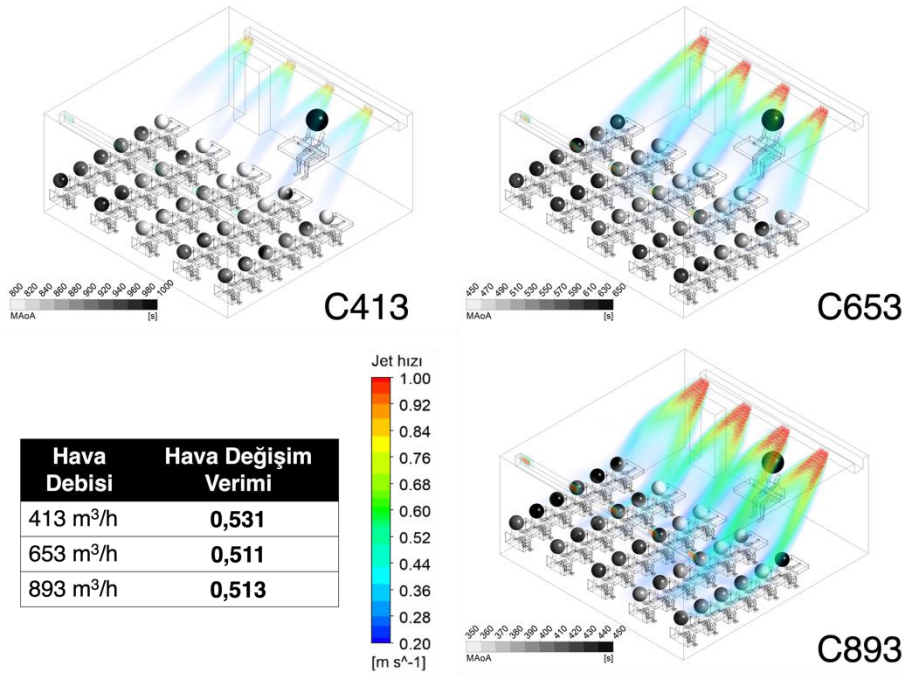 800 820 840 860 880 900 920 940 960 980 1000
MAoA [s]
C413
450 470 490 510 530 550 570 590 610 630 650
MAoA [s]
C653
Jet hızı
1.00
0.92
0.84
0.76
0.68
0.60
0.52
0.44
0.36
0.28
0.20
[m s^-1]
Hava Debisi Hava Değişim Verimi
413 m³/h 0,531
653 m³/h 0,511
893 m³/h 0,513
350 360 370 380 390 400 410 420 430 440 450
MAoA [s]
C893